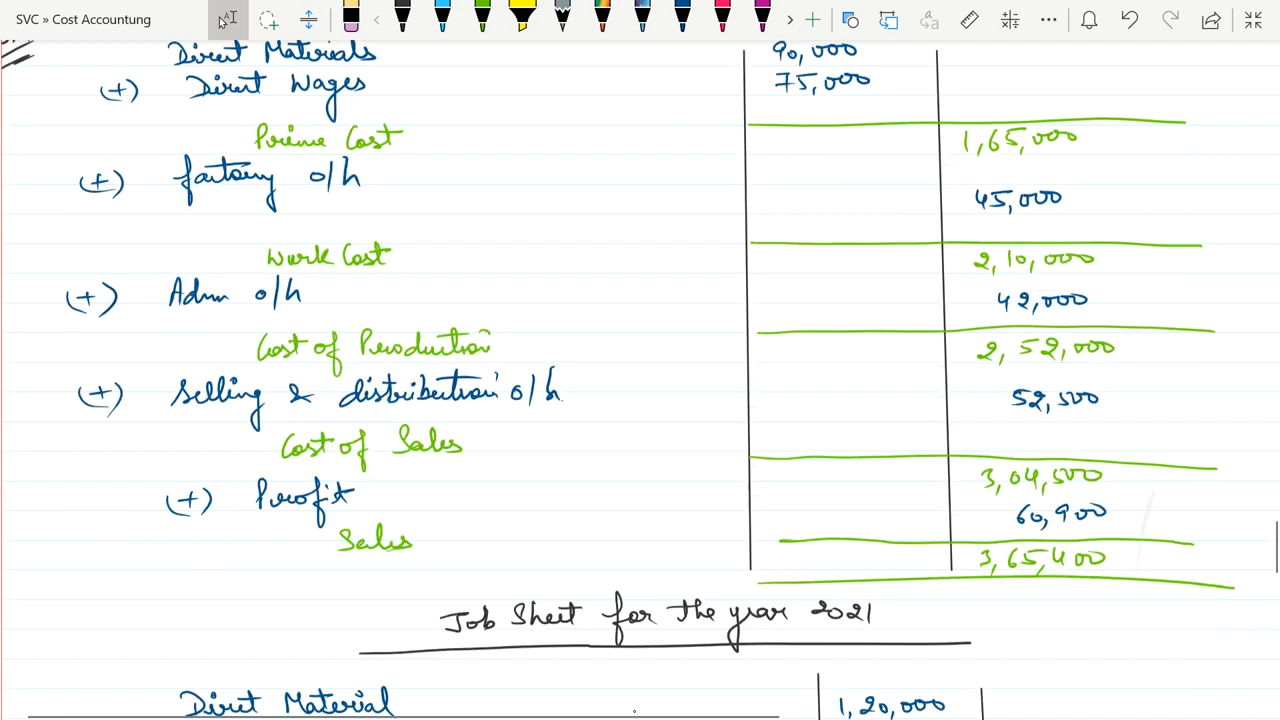 SVC » Cost Accountung
Direct Materials 90,000
(+) Direct Wages 75,000
Prime Cost 1,65,000
(+) factory o/h 45,000
Work Cost 2,10,000
(+) Admn o/h 42,000
Cost of Production 2,52,000
(+) Selling & distribution o/h 52,500
Cost of Sales 3,04,500
(+) Profit 60,900
Sales 3,65,400
Job Sheet for the year 2021
Diret Material 1,20,000